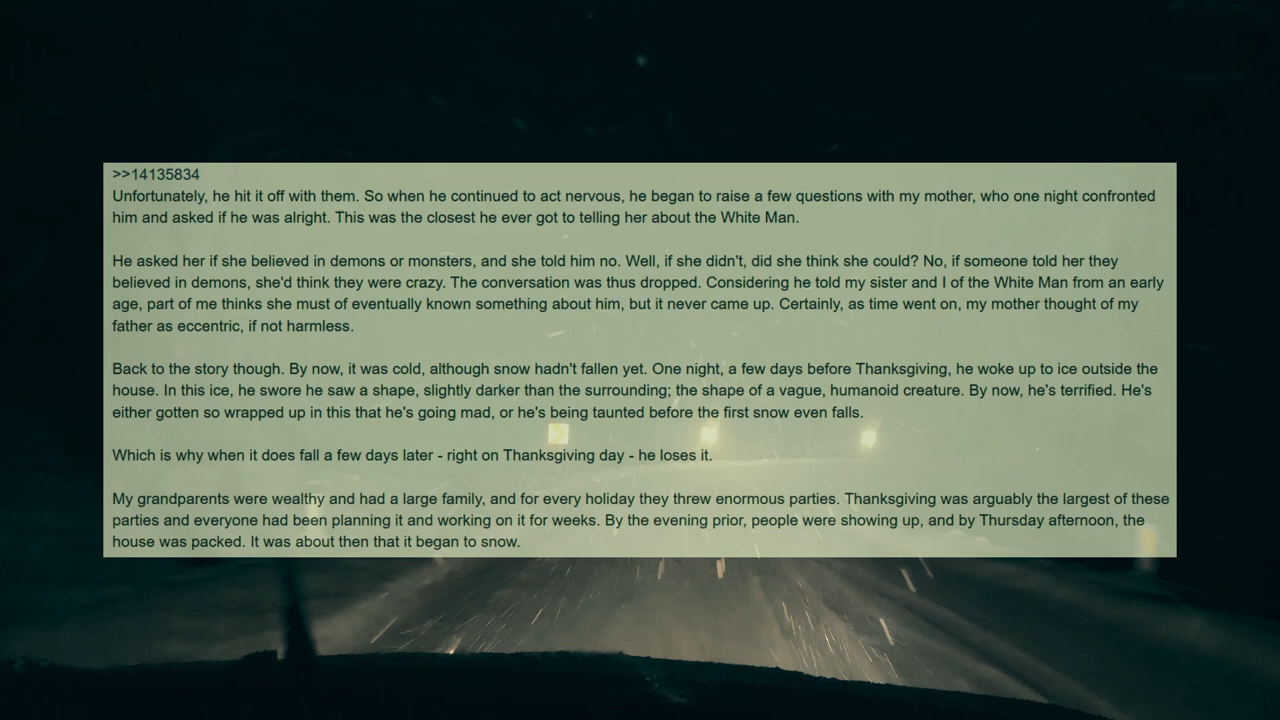 >>14135834
Unfortunately, he hit it off with them. So when he continued to act nervous, he began to raise a few questions with my mother, who one night confronted
him and asked if he was alright. This was the closest he ever got to telling her about the White Man.
He asked her if she believed in demons or monsters, and she told him no. Well, if she didn't, did she think she could? No, if someone told her they
believed in demons, she'd think they were crazy. The conversation was thus dropped. Considering he told my sister and I of the White Man from an early
age, part of me thinks she must of eventually known something about him, but it never came up. Certainly, as time went on, my mother thought of my
father as eccentric, if not harmless.
Back to the story though. By now, it was cold, although snow hadn't fallen yet. One night, a few days before Thanksgiving, he woke up to ice outside the
house. In this ice, he swore he saw a shape, slightly darker than the surrounding; the shape of a vague, humanoid creature. By now, he's terrified. He's
either gotten so wrapped up in this that he's going mad, or he's being taunted before the first snow even falls.
Which is why when it does fall a few days later - right on Thanksgiving day - he loses it.
My grandparents were wealthy and had a large family, and for every holiday they threw enormous parties. Thanksgiving was arguably the largest of these
parties and everyone had been planning it and working on it for weeks. By the evening prior, people were showing up, and by Thursday afternoon, the
house was packed. It was about then that it began to snow.